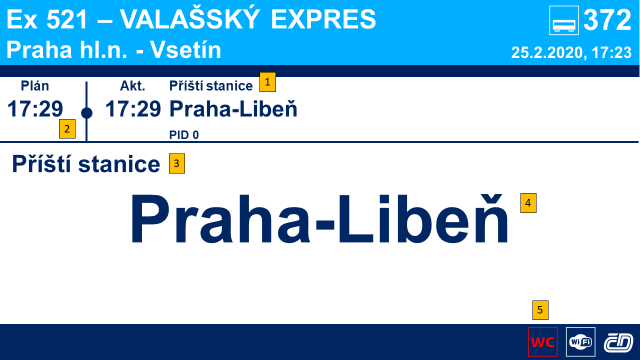 Ex 521 – VALAŠSKÝ EXPRES
372
Praha hl.n. - Vsetín
25.2.2020, 17:23
Plán
Akt.
Příští stanice 1
17:29
17:29 Praha-Libeň
2
PID 0
Příští stanice 3
Praha-Libeň 4
5
WC
WiFi
ČD